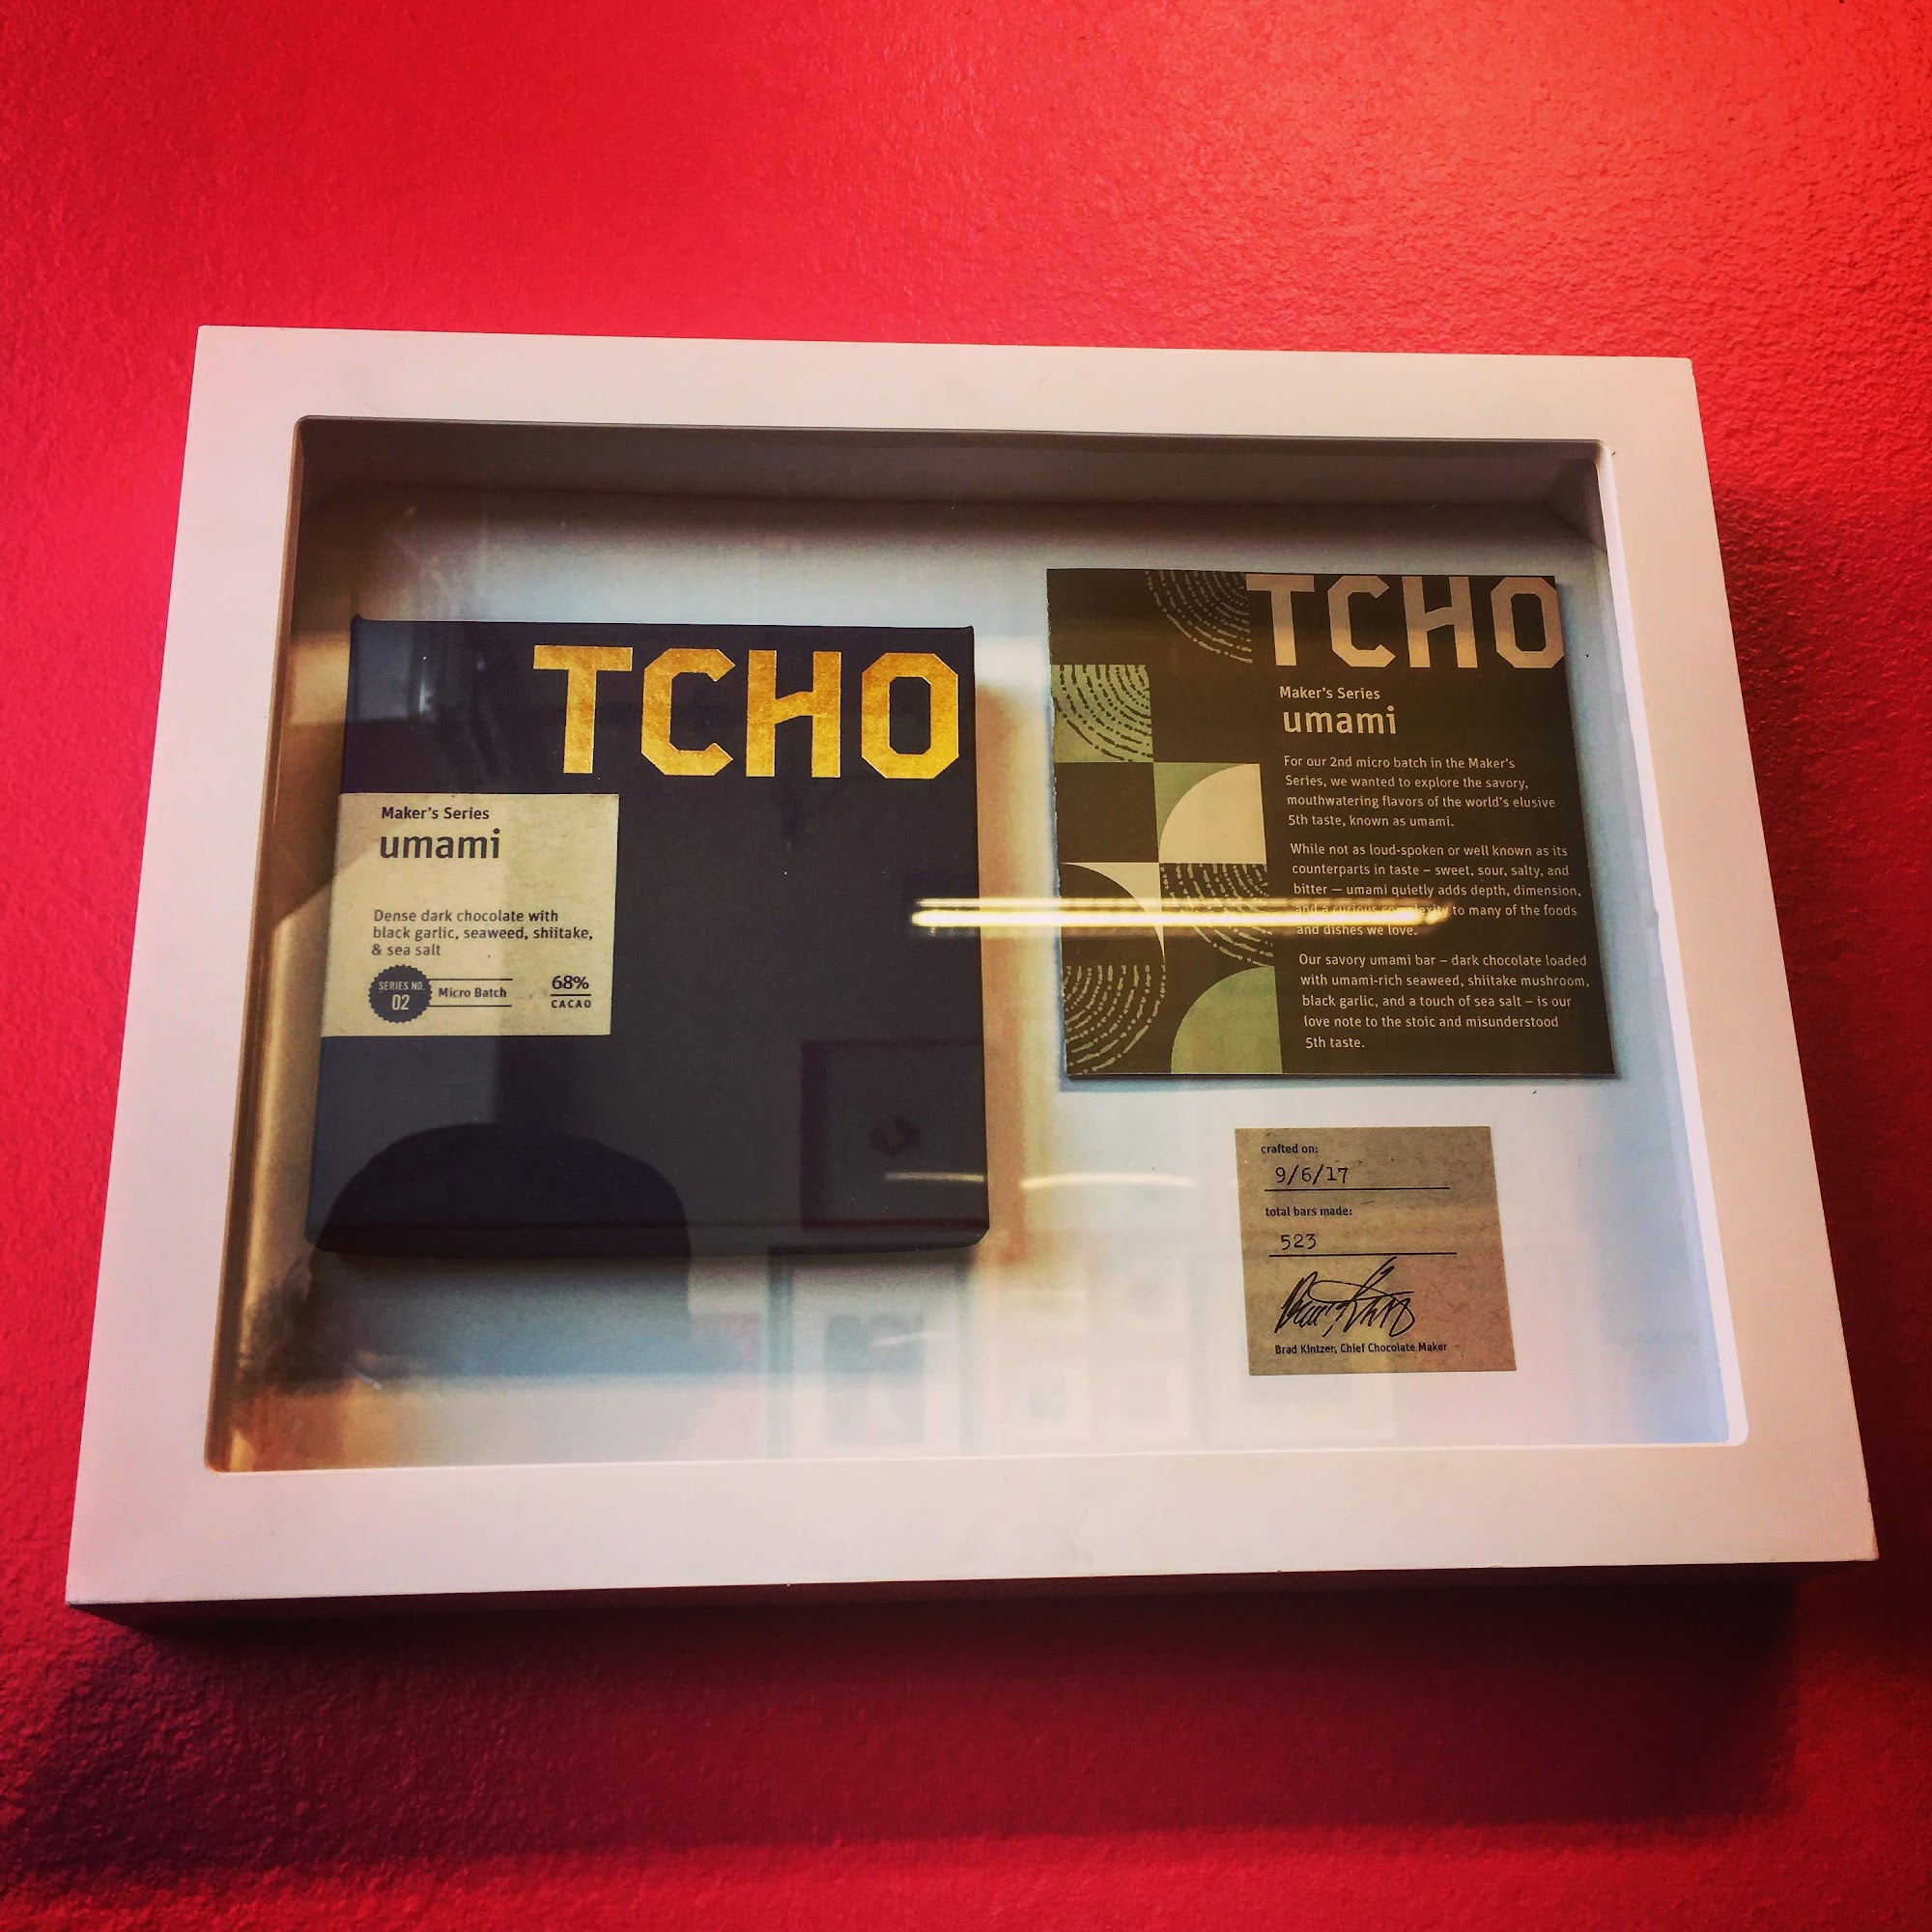 TCHO
Maker's Series
umami
Dense dark chocolate with
black garlic, seaweed, shiitake,
& sea salt
SERIES NO.
02
Micro Batch
68%
CACAO
TCHO
Maker's Series
umami
For our 2nd micro batch in the Maker's
Series, we wanted to explore the savory,
mouthwatering flavors of the world's elusive
5th taste, known as umami.
While not as loud-spoken or well known as its
counterparts in taste – sweet, sour, salty, and
bitter — umami quietly adds depth, dimension,
and a curious complexity to many of the foods
and dishes we love.
Our savory umami bar – dark chocolate loaded
with umami-rich seaweed, shiitake mushroom,
black garlic, and a touch of sea salt – is our
love note to the stoic and misunderstood
5th taste.
crafted on:
9/6/17
total bars made:
523
Brad Kintzer, Chief Chocolate Maker